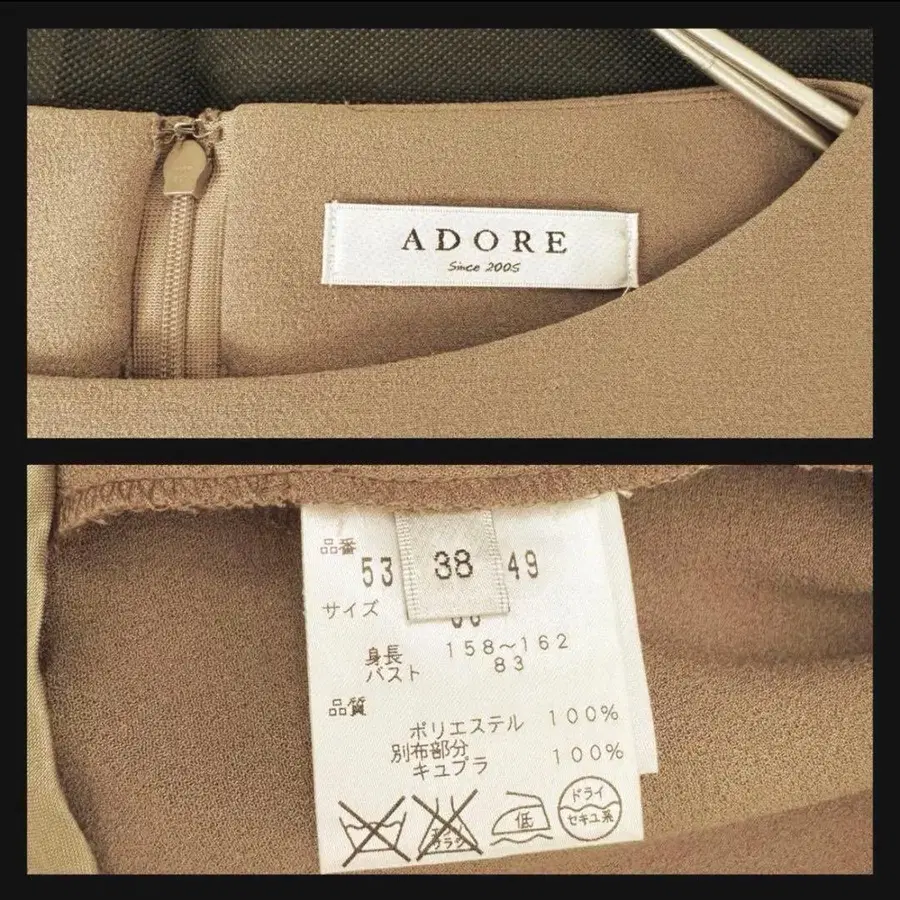 ADORE
Since 2005
品番
53 38 49
サイズ
身長 158～162
バスト 83
品質
ポリエステル 100%
別布部分
キュプラ 100%
低
ドライ
セキユ系